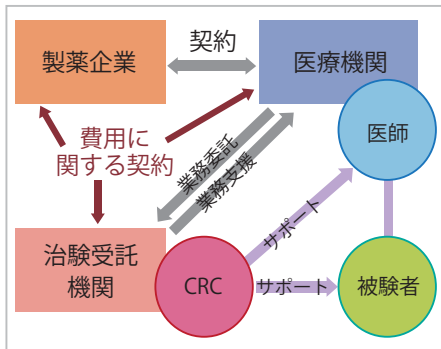 製薬企業
契約
医療機関
医師
費用に
関する契約
業務委託
業務支援
治験受託
機関
CRC
サポート
サポート
被験者